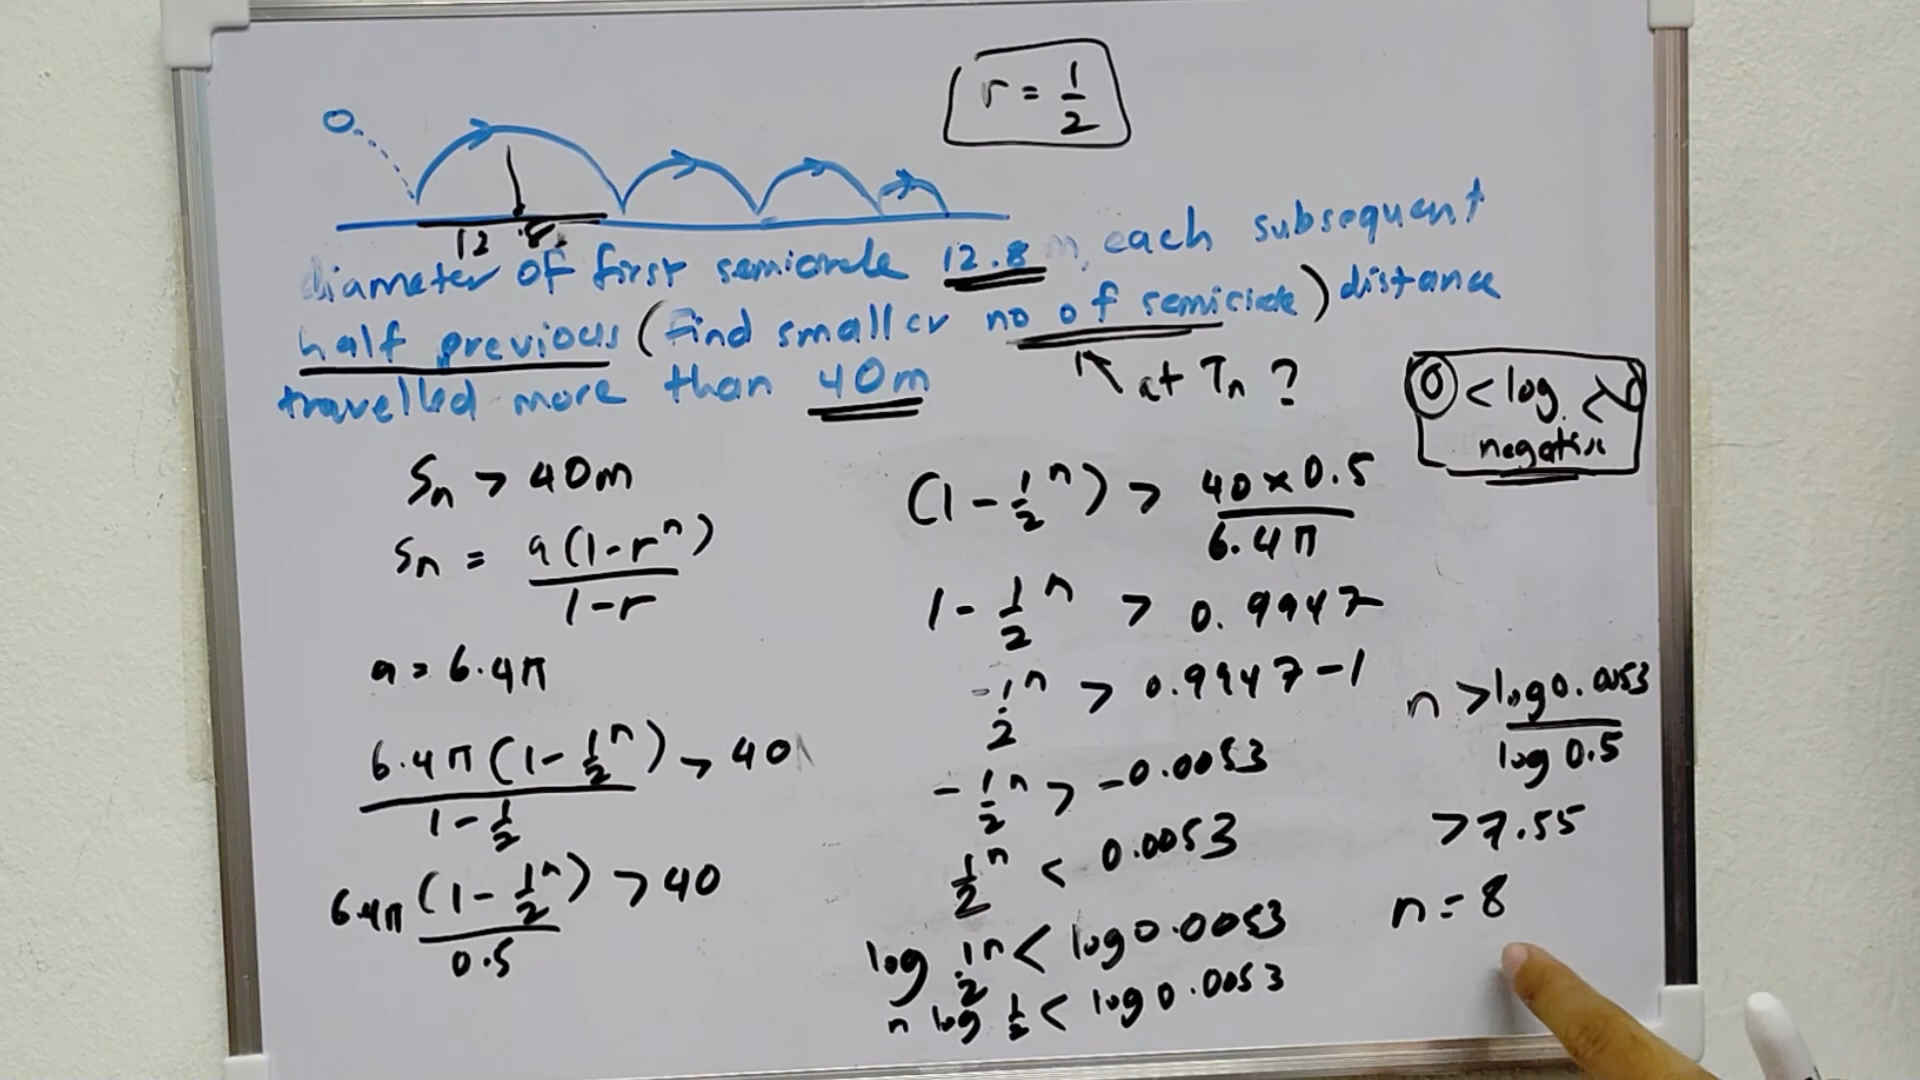 r = 1/2
12.8
diameter of first semicircle 12.8 m, each subsequent
half previous (Find smaller no of semicircle) distance
travelled more than 40m
at Tn ?
0 < log < 1
negative
Sn > 40m
Sn = a(1-r^n) / 1-r
a = 6.4π
6.4π(1-1/2^n) / 1-1/2 > 40
6.4π (1-1/2^n) / 0.5 > 40
(1-1/2^n) > 40×0.5 / 6.4π
1-1/2^n > 0.9947
-1/2^n > 0.9947-1
-1/2^n > -0.0053
1/2^n < 0.0053
log 1/2^n < log 0.0053
n log 1/2 < log 0.0053
n > log 0.0053 / log 0.5
> 7.55
n = 8